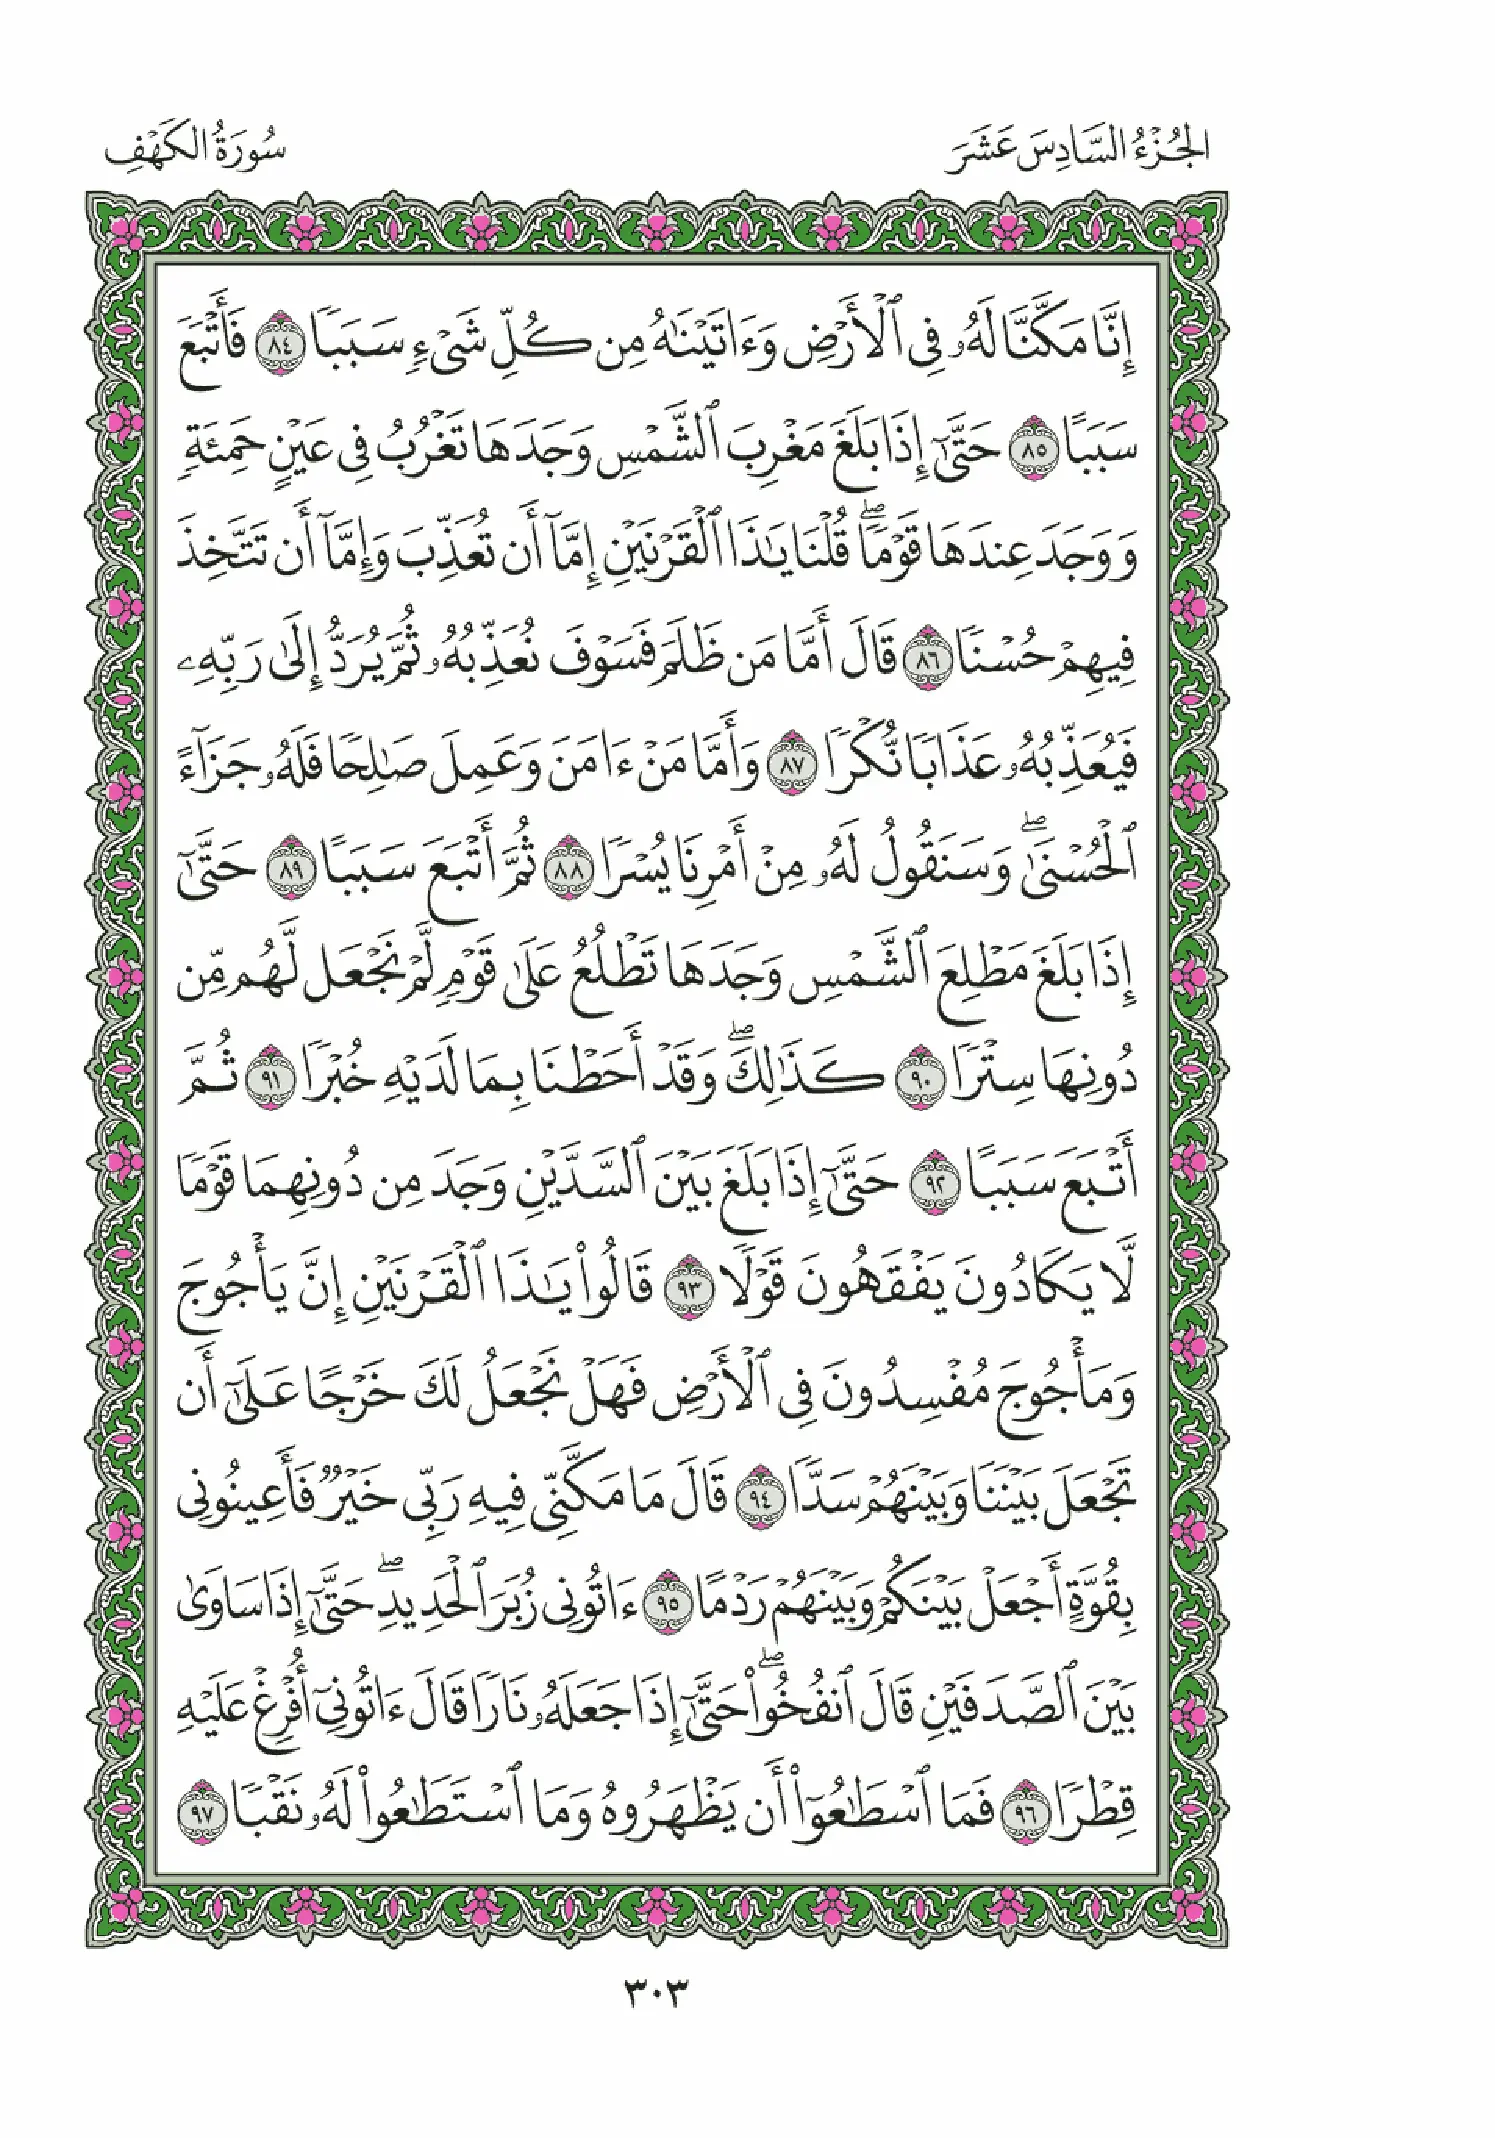 الجُزْءُ السَّادِسَ عَشَرَ
سُورَةُ الكَهْفِ
إِنَّا مَكَّنَّا لَهُۥ فِى ٱلْأَرْضِ وَءَاتَيْنَـٰهُ مِن كُلِّ شَىْءٍ سَبَبًا ٨٤ فَأَتْبَعَ
سَبَبًا ٨٥ حَتَّىٰٓ إِذَا بَلَغَ مَغْرِبَ ٱلشَّمْسِ وَجَدَهَا تَغْرُبُ فِى عَيْنٍ حَمِئَةٍ
وَوَجَدَ عِندَهَا قَوْمًا ۖ قُلْنَا يَـٰذَا ٱلْقَرْنَيْنِ إِمَّآ أَن تُعَذِّبَ وَإِمَّآ أَن تَتَّخِذَ
فِيهِمْ حُسْنًا ٨٦ قَالَ أَمَّا مَن ظَلَمَ فَسَوْفَ نُعَذِّبُهُۥ ثُمَّ يُرَدُّ إِلَىٰ رَبِّهِۦ
فَيُعَذِّبُهُۥ عَذَابًا نُّكْرًا ٨٧ وَأَمَّا مَنْ ءَامَنَ وَعَمِلَ صَـٰلِحًا فَلَهُۥ جَزَآءً
ٱلْحُسْنَىٰ ۖ وَسَنَقُولُ لَهُۥ مِنْ أَمْرِنَا يُسْرًا ٨٨ ثُمَّ أَتْبَعَ سَبَبًا ٨٩ حَتَّىٰٓ
إِذَا بَلَغَ مَطْلِعَ ٱلشَّمْسِ وَجَدَهَا تَطْلُعُ عَلَىٰ قَوْمٍ لَّمْ نَجْعَل لَّهُم مِّن
دُونِهَا سِتْرًا ٩٠ كَذَٰلِكَ ۖ وَقَدْ أَحَطْنَا بِمَا لَدَيْهِ خُبْرًا ٩١ ثُمَّ
أَتْبَعَ سَبَبًا ٩٢ حَتَّىٰٓ إِذَا بَلَغَ بَيْنَ ٱلسَّدَّيْنِ وَجَدَ مِن دُونِهِمَا قَوْمًا
لَّا يَكَادُونَ يَفْقَهُونَ قَوْلًا ٩٣ قَالُوا۟ يَـٰذَا ٱلْقَرْنَيْنِ إِنَّ يَأْجُوجَ
وَمَأْجُوجَ مُفْسِدُونَ فِى ٱلْأَرْضِ فَهَلْ نَجْعَلُ لَكَ خَرْجًا عَلَىٰٓ أَن
تَجْعَلَ بَيْنَنَا وَبَيْنَهُمْ سَدًّا ٩٤ قَالَ مَا مَكَّنِّى فِيهِ رَبِّى خَيْرٌ فَأَعِينُونِى
بِقُوَّةٍ أَجْعَلْ بَيْنَكُمْ وَبَيْنَهُمْ رَدْمًا ٩٥ ءَاتُونِى زُبَرَ ٱلْحَدِيدِ ۖ حَتَّىٰٓ إِذَا سَاوَىٰ
بَيْنَ ٱلصَّدَفَيْنِ قَالَ ٱنفُخُوا۟ ۖ حَتَّىٰٓ إِذَا جَعَلَهُۥ نَارًا قَالَ ءَاتُونِىٓ أُفْرِغْ عَلَيْهِ
قِطْرًا ٩٦ فَمَا ٱسْطَـٰعُوٓا۟ أَن يَظْهَرُوهُ وَمَا ٱسْتَطَـٰعُوا۟ لَهُۥ نَقْبًا ٩٧
٣٠٣